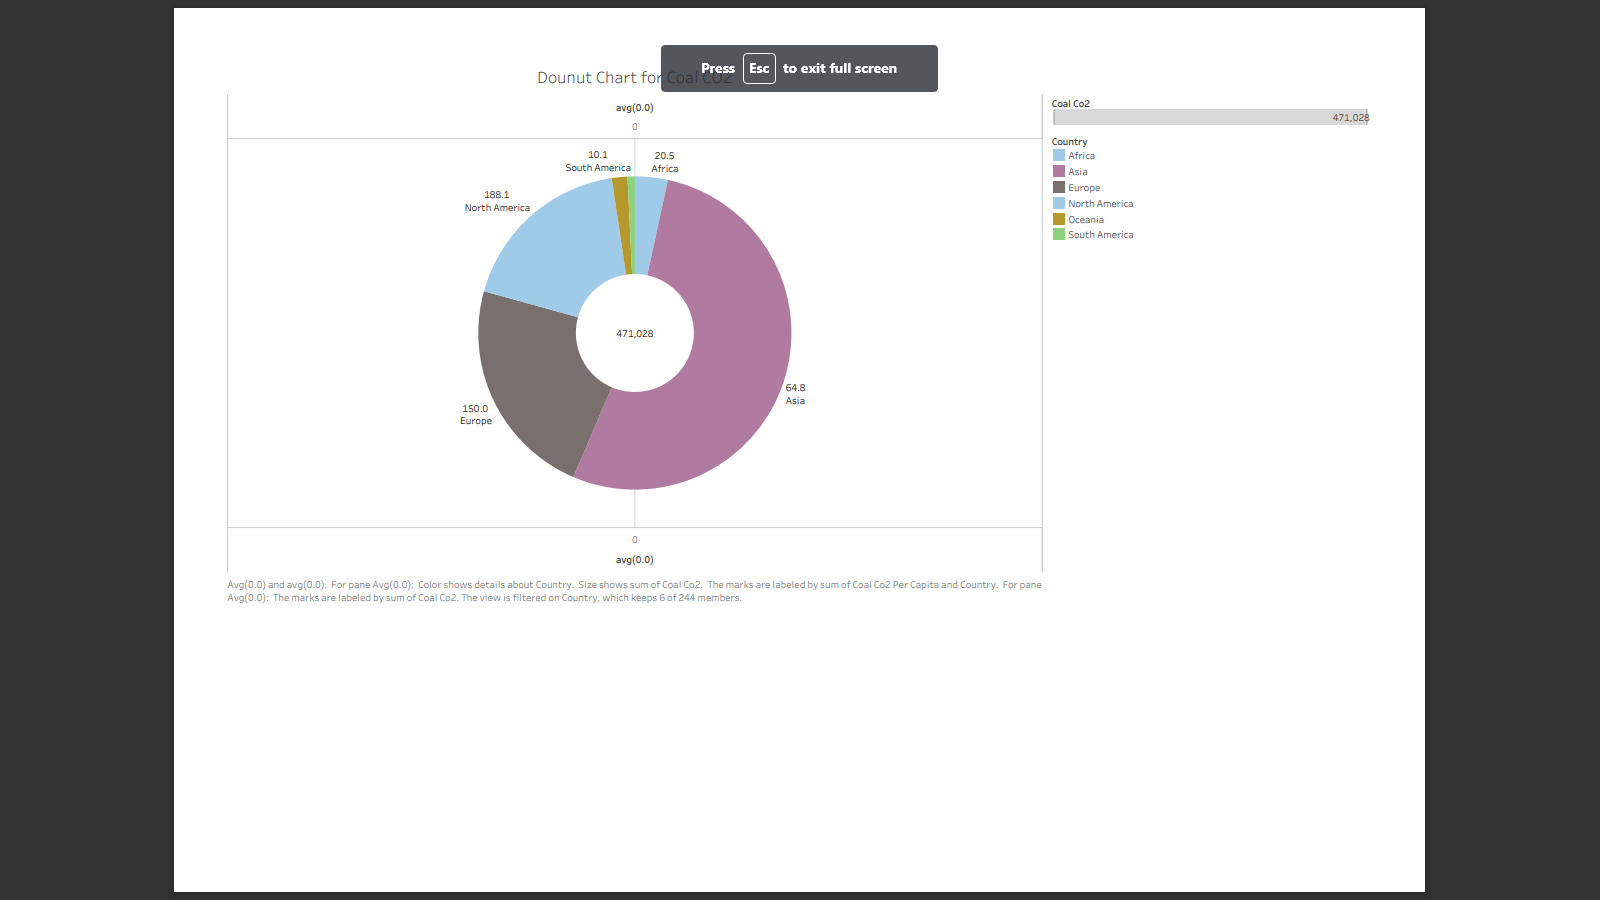 Press Esc to exit full screen
Dounut Chart for Coal CO2
avg(0.0)
0
10.1
South America
20.5
Africa
188.1
North America
471,028
64.8
Asia
150.0
Europe
0
avg(0.0)
Avg(0.0) and avg(0.0).  For pane Avg(0.0):  Color shows details about Country.  Size shows sum of Coal Co2.  The marks are labeled by sum of Coal Co2 Per Capita and Country.  For pane
Avg(0.0):  The marks are labeled by sum of Coal Co2. The view is filtered on Country, which keeps 6 of 244 members.
Coal Co2
471,028
Country
Africa
Asia
Europe
North America
Oceania
South America